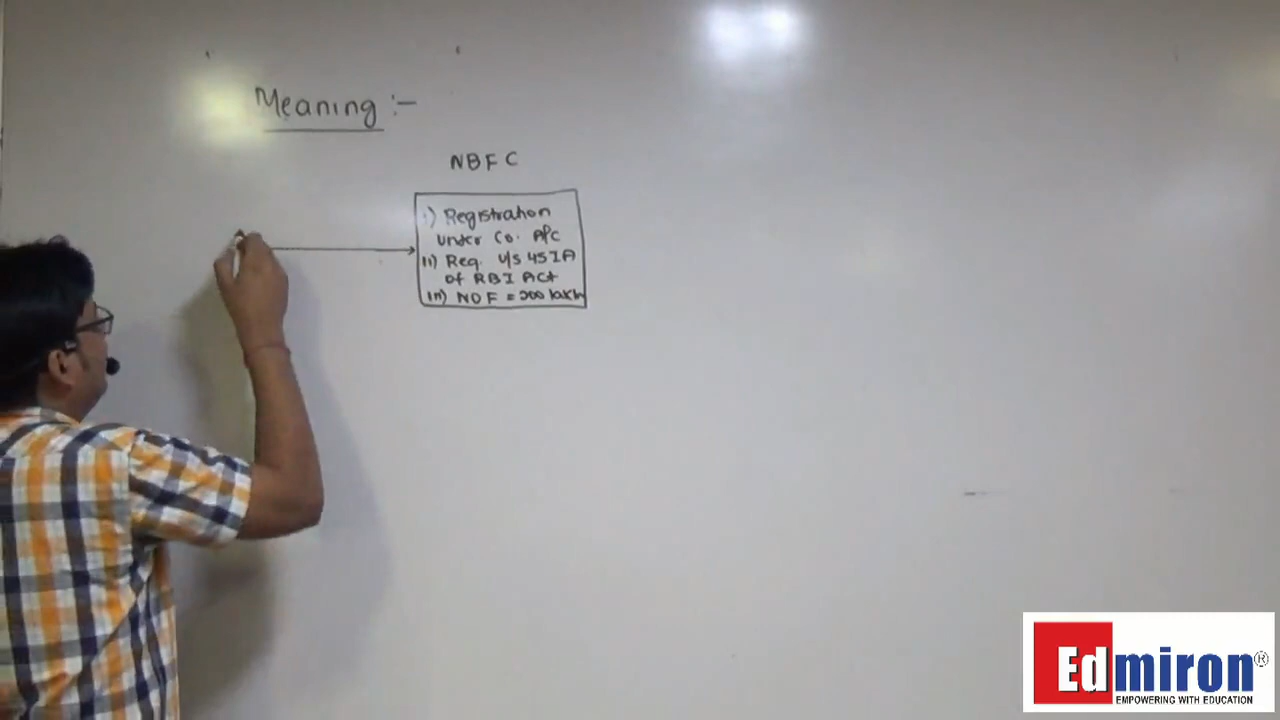 Meaning :-
NBFC
i) Registration
under Co. Act
ii) Reg. u/s 45IA
of RBI Act
iii) NOF = 200 lakh
Edmiron®
EMPOWERING WITH EDUCATION